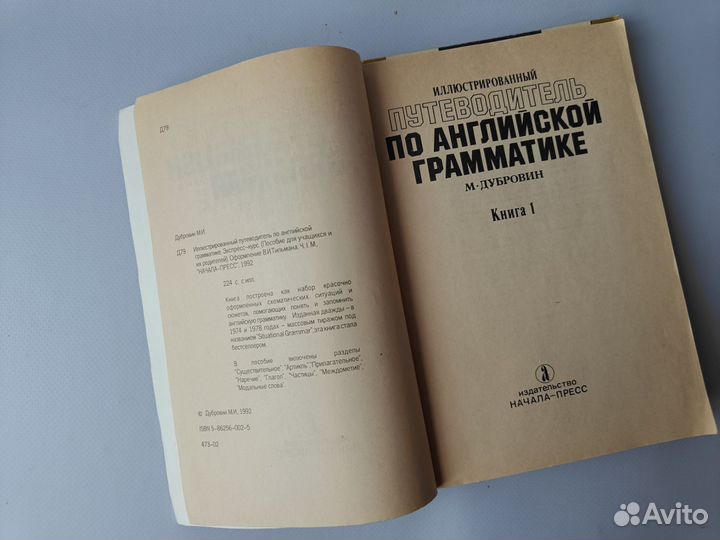 Д79
Дубровин М.И
Д79 Иллюстрированный путеводитель по английской
грамматике. Экспресс-курс. (Пособие для учащихся и
их родителей). Оформление В.И.Тильмана. Ч. I. М.,
"НАЧАЛА-ПРЕСС", 1992
224 с. с илл.
Книга построена как набор красочно
оформленных схематических ситуаций и
сюжетов, помогающих понять и запомнить
английскую грамматику. Изданная дважды – в
1974 и 1978 годах – массовым тиражом под
названием "Situational Grammar", эта книга стала
бестселлером.
В пособие включены разделы
"Существительное", "Артикль", "Прилагательное",
"Наречие", "Глагол", "Частицы", "Междометие",
"Модальные слова".
© Дубровин М.И, 1992
ISBN 5-86256-002-5
473-02
ИЛЛЮСТРИРОВАННЫЙ
ПУТЕВОДИТЕЛЬ
ПО АНГЛИЙСКОЙ
ГРАММАТИКЕ
М·ДУБРОВИН
Книга 1
а
издательство
НАЧАЛА-ПРЕСС
Avito